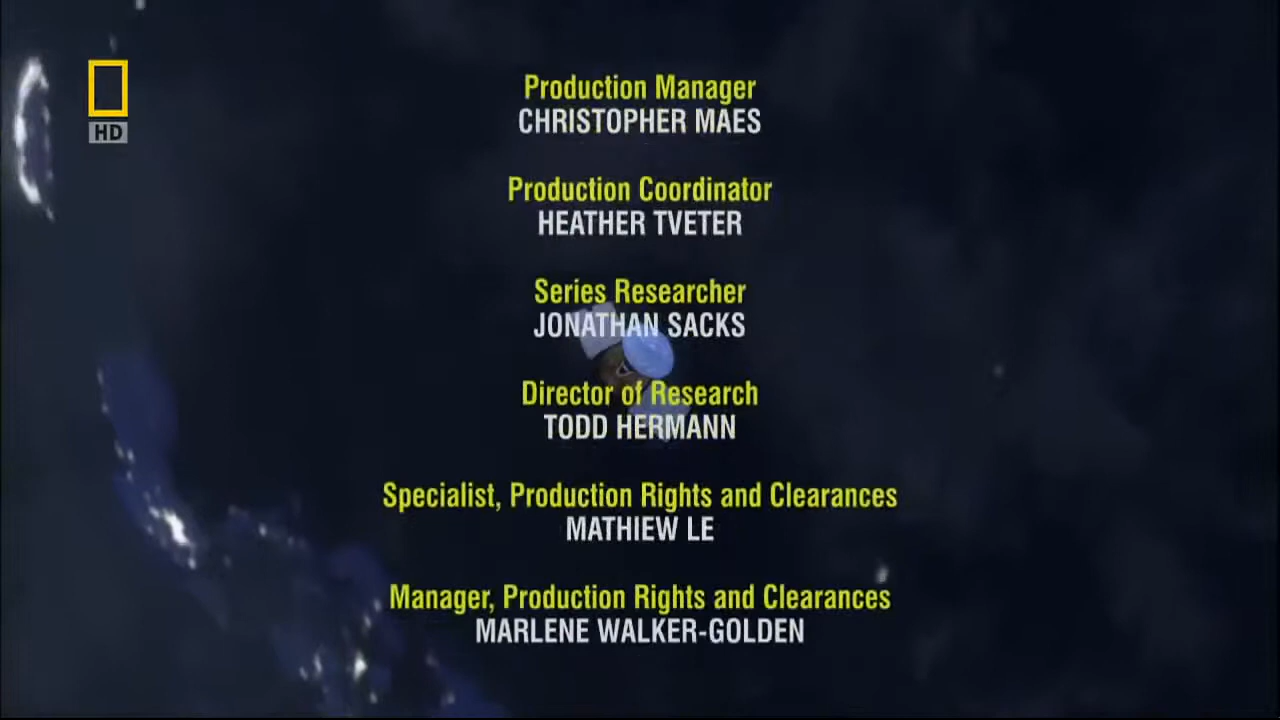 HD
Production Manager
CHRISTOPHER MAES
Production Coordinator
HEATHER TVETER
Series Researcher
JONATHAN SACKS
Director of Research
TODD HERMANN
Specialist, Production Rights and Clearances
MATHIEW LE
Manager, Production Rights and Clearances
MARLENE WALKER-GOLDEN